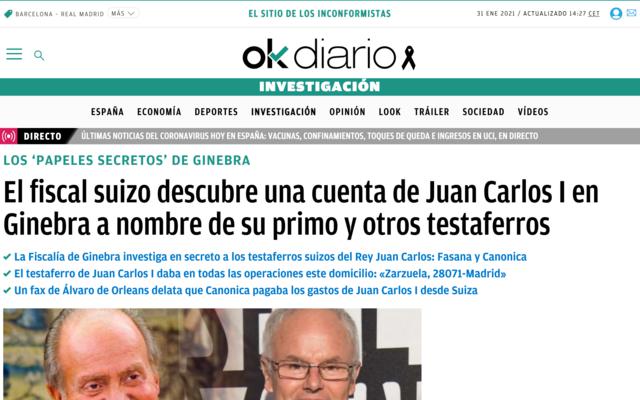 BARCELONA - REAL MADRID MÁS
EL SITIO DE LOS INCONFORMISTAS
31 ENE 2021 / ACTUALIZADO 14:27 CET
okdiario
INVESTIGACIÓN
ESPAÑA ECONOMÍA DEPORTES INVESTIGACIÓN OPINIÓN LOOK TRÁILER SOCIEDAD VÍDEOS
DIRECTO ÚLTIMAS NOTICIAS DEL CORONAVIRUS HOY EN ESPAÑA: VACUNAS, CONFINAMIENTOS, TOQUES DE QUEDA E INGRESOS EN UCI, EN DIRECTO
LOS ‘PAPELES SECRETOS’ DE GINEBRA
El fiscal suizo descubre una cuenta de Juan Carlos I en
Ginebra a nombre de su primo y otros testaferros
La Fiscalía de Ginebra investiga en secreto a los testaferros suizos del Rey Juan Carlos: Fasana y Canonica
El testaferro de Juan Carlos I daba en todas las operaciones este domicilio: «Zarzuela, 28071-Madrid»
Un fax de Álvaro de Orleans delata que Canonica pagaba los gastos de Juan Carlos I desde Suiza